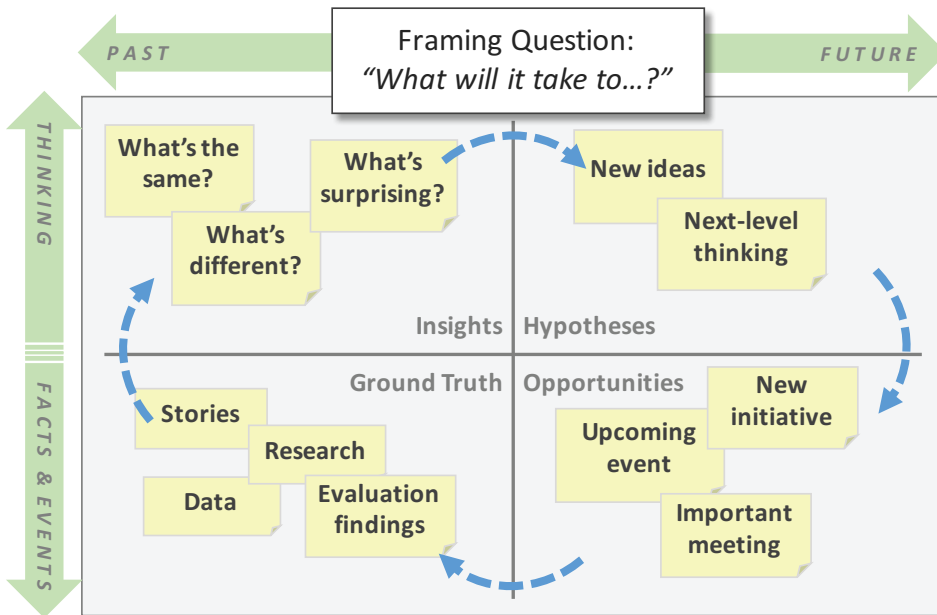 PAST
Framing Question:
“What will it take to…?”
FUTURE
THINKING
What’s the
same?
What’s
different?
What’s
surprising?
New ideas
Next-level
thinking
Insights
Hypotheses
Ground Truth
Opportunities
FACTS & EVENTS
Stories
Research
Data
Evaluation
findings
New
initiative
Upcoming
event
Important
meeting